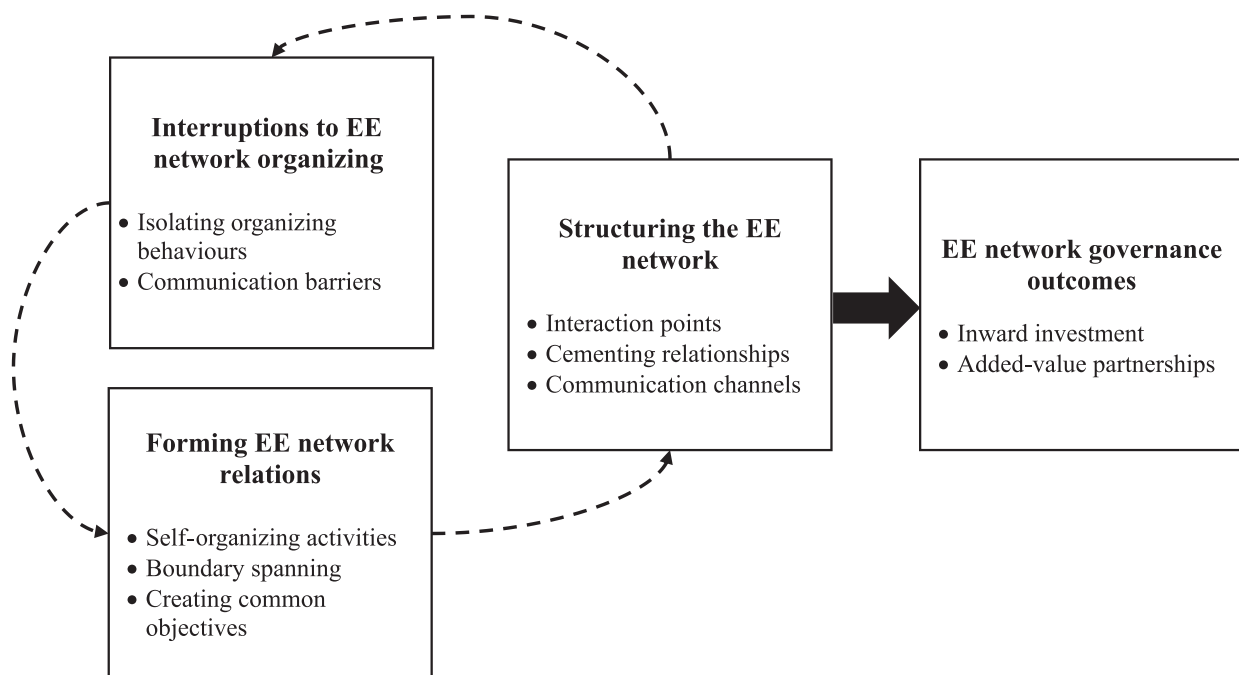 Interruptions to EE
network organizing
• Isolating organizing
behaviours
• Communication barriers
Forming EE network
relations
• Self-organizing activities
• Boundary spanning
• Creating common
objectives
Structuring the EE
network
• Interaction points
• Cementing relationships
• Communication channels
EE network governance
outcomes
• Inward investment
• Added-value partnerships